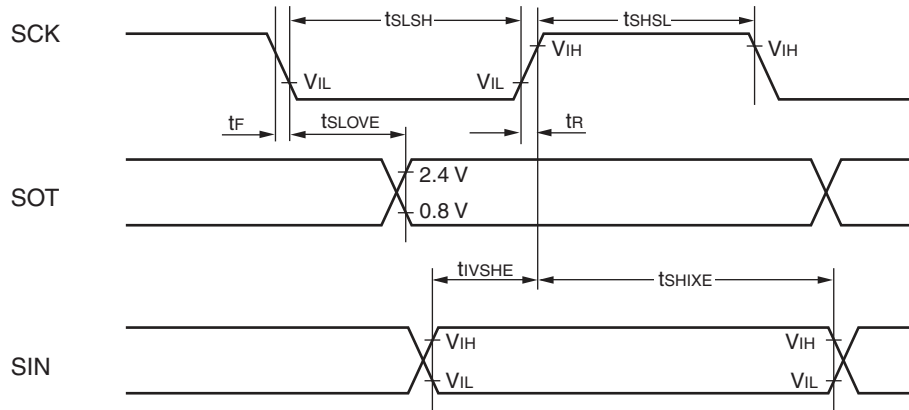 tSLSH tSHSL
SCK
VIH VIH
VIL VIL
tF tSLOVE tR
2.4 V
SOT
0.8 V
tIVSHE tSHIXE
VIH VIH
SIN
VIL VIL